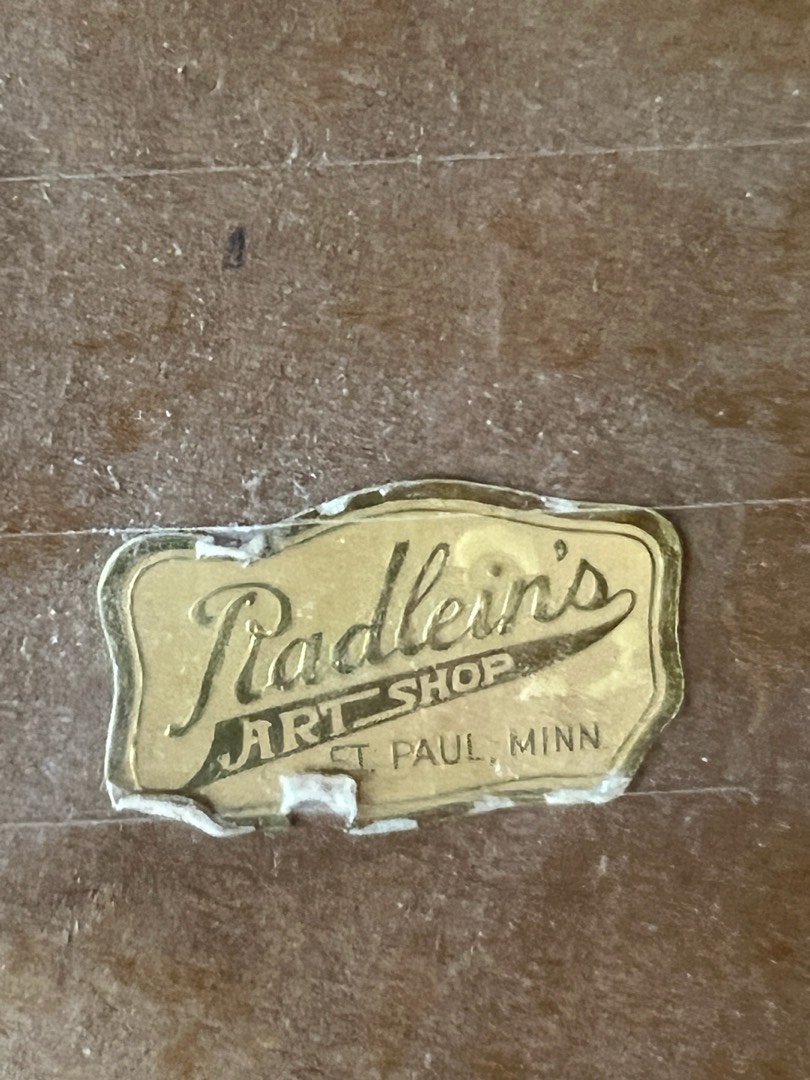 Radlein's
ART SHOP
ST. PAUL, MINN.